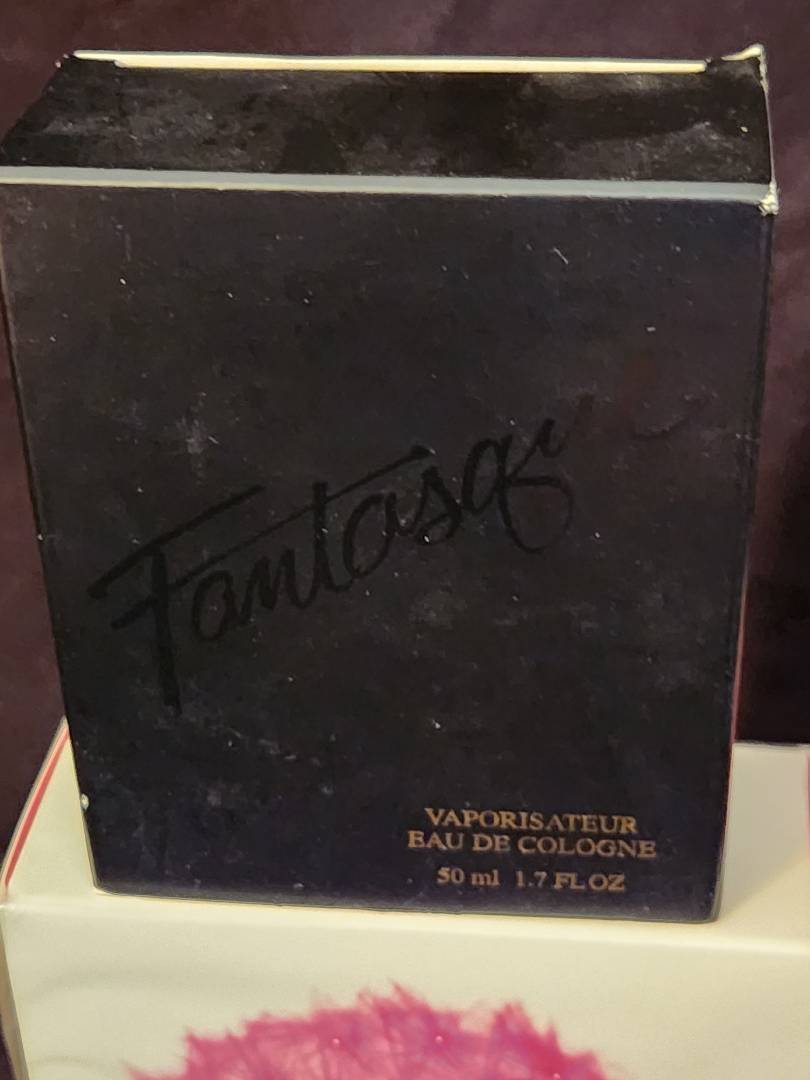 Fantasque
VAPORISATEUR
EAU DE COLOGNE
50 ml 1.7 FL OZ